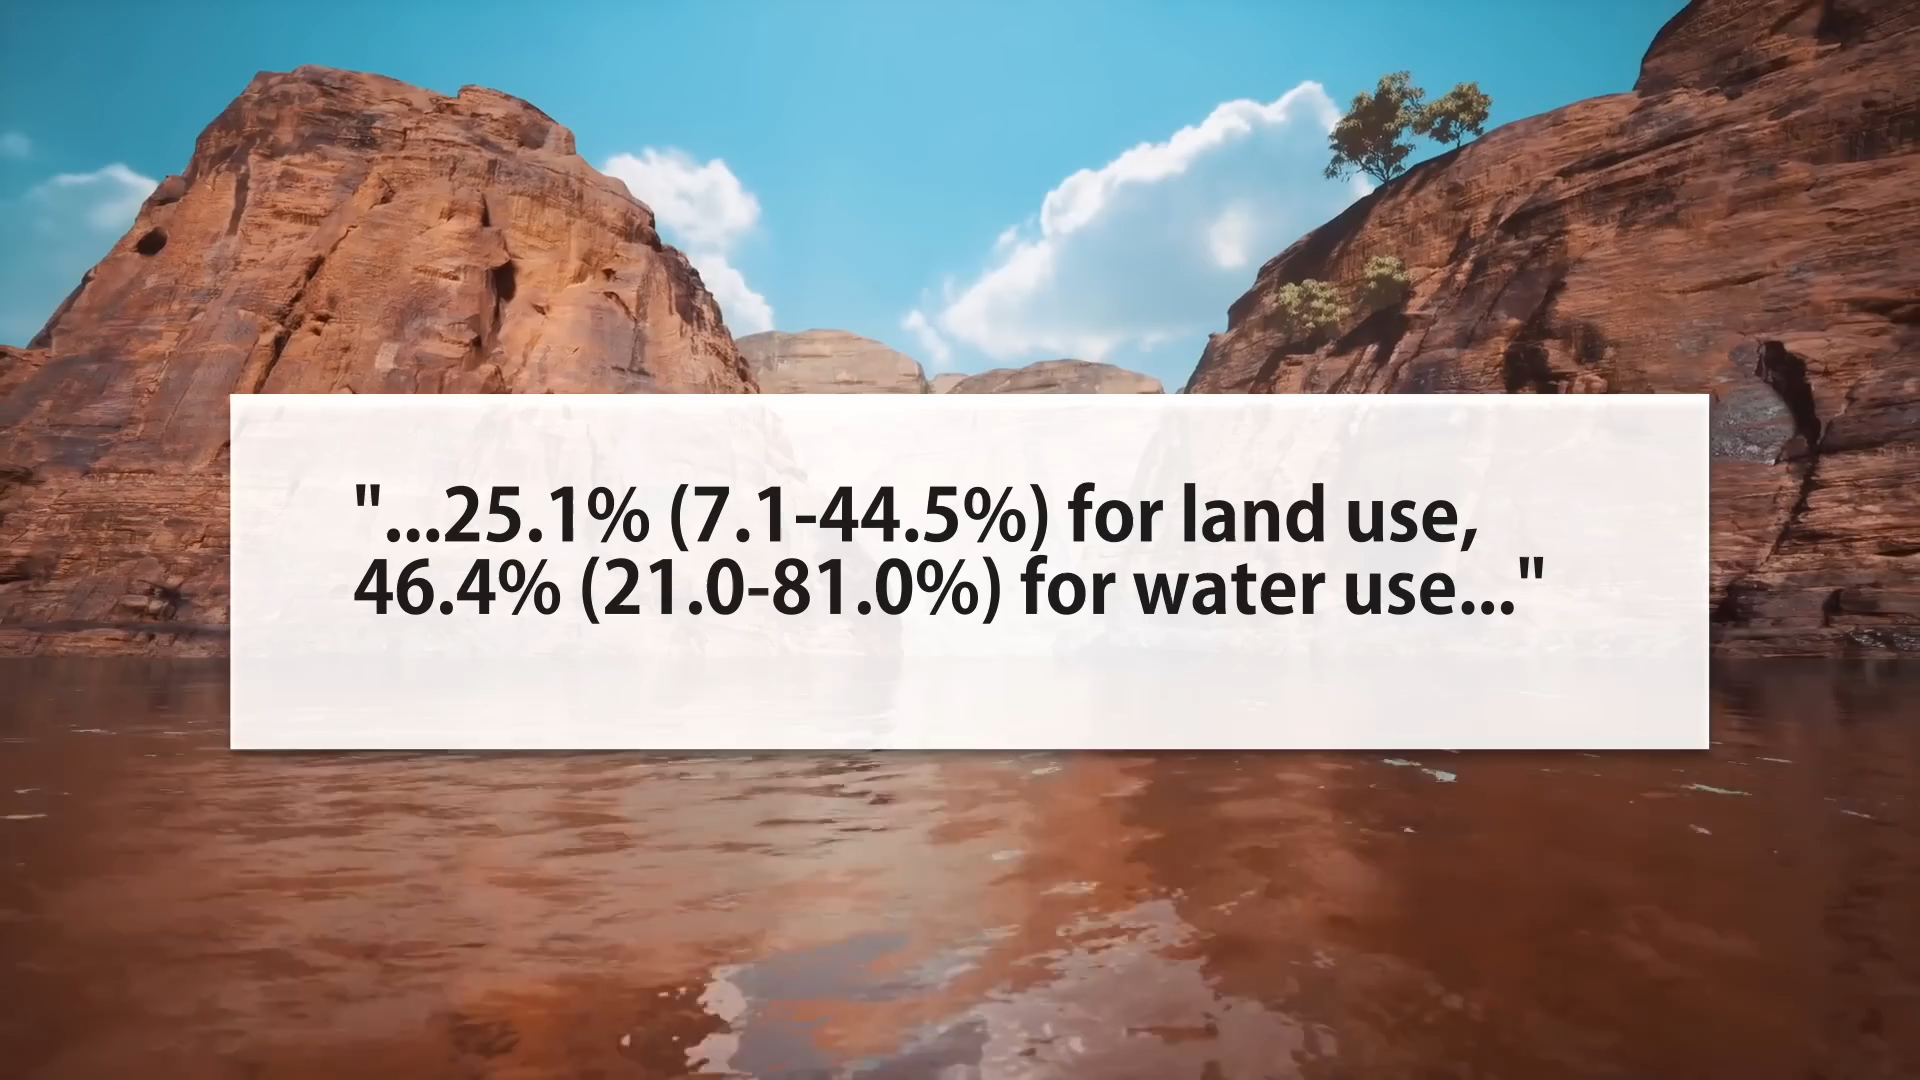 "...25.1% (7.1-44.5%) for land use,
46.4% (21.0-81.0%) for water use..."